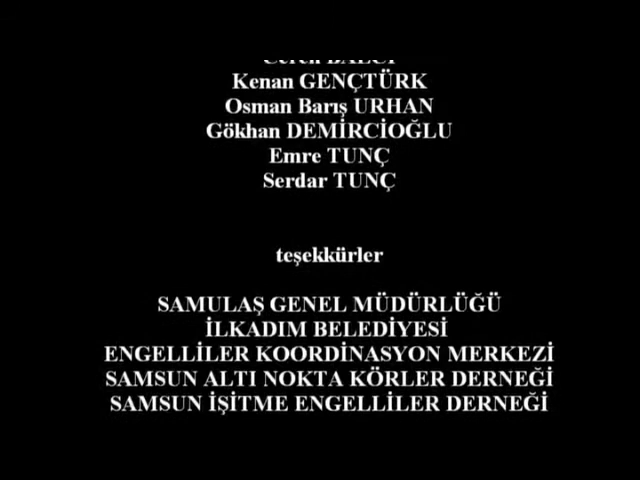 Kenan GENÇTÜRK
Osman Barış URHAN
Gökhan DEMİRCİOĞLU
Emre TUNÇ
Serdar TUNÇ
teşekkürler
SAMULAŞ GENEL MÜDÜRLÜĞÜ
İLKADIM BELEDİYESİ
ENGELLİLER KOORDİNASYON MERKEZİ
SAMSUN ALTI NOKTA KÖRLER DERNEĞİ
SAMSUN İŞİTME ENGELLİLER DERNEĞİ